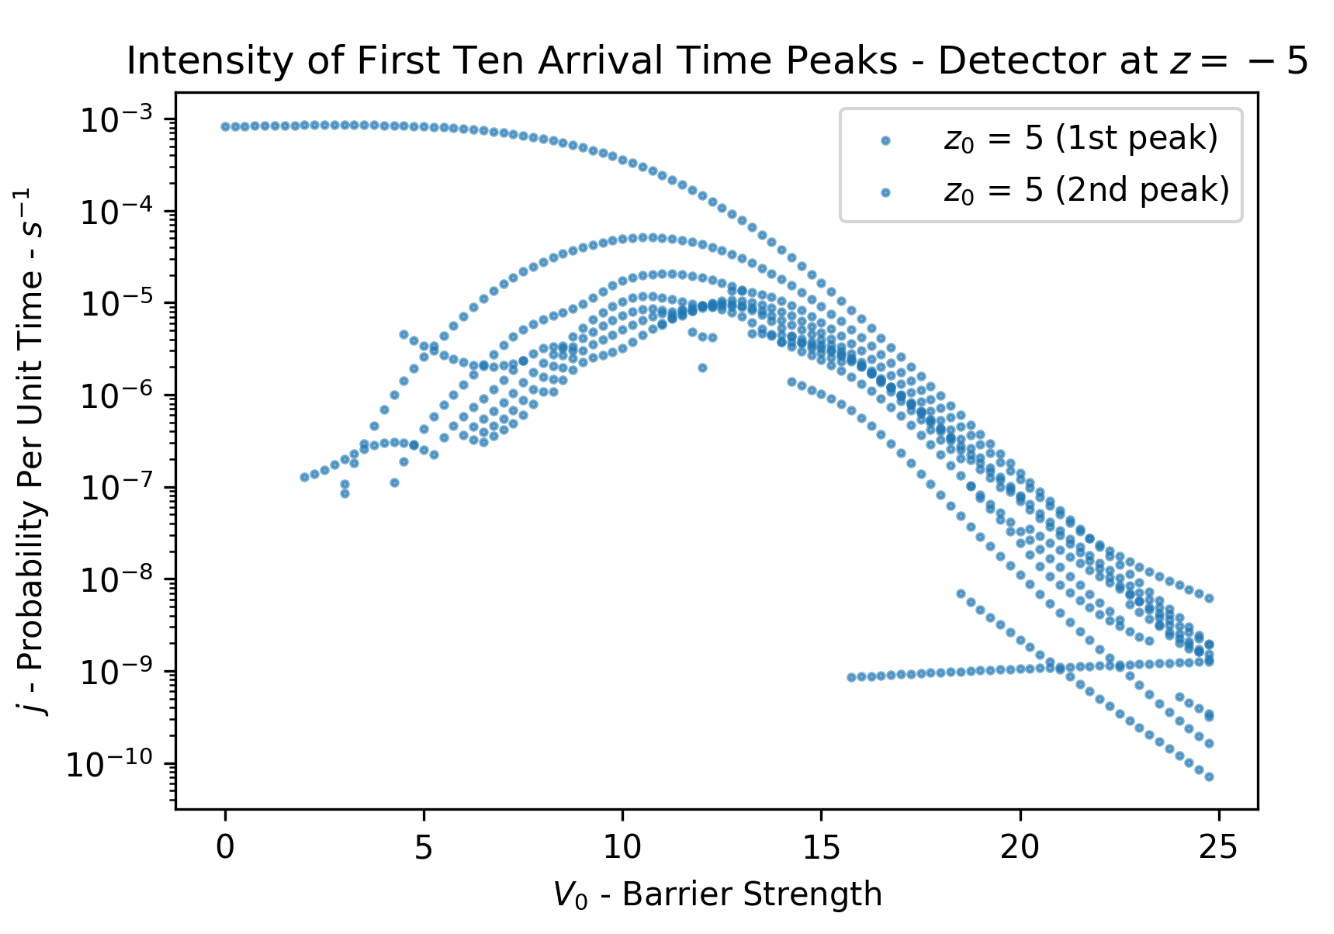 Intensity of First Ten Arrival Time Peaks - Detector at z = − 5
z₀ = 5 (1st peak)
z₀ = 5 (2nd peak)
j - Probability Per Unit Time - s⁻¹
10⁻³
10⁻⁴
10⁻⁵
10⁻⁶
10⁻⁷
10⁻⁸
10⁻⁹
10⁻¹⁰
0 5 10 15 20 25
V₀ - Barrier Strength